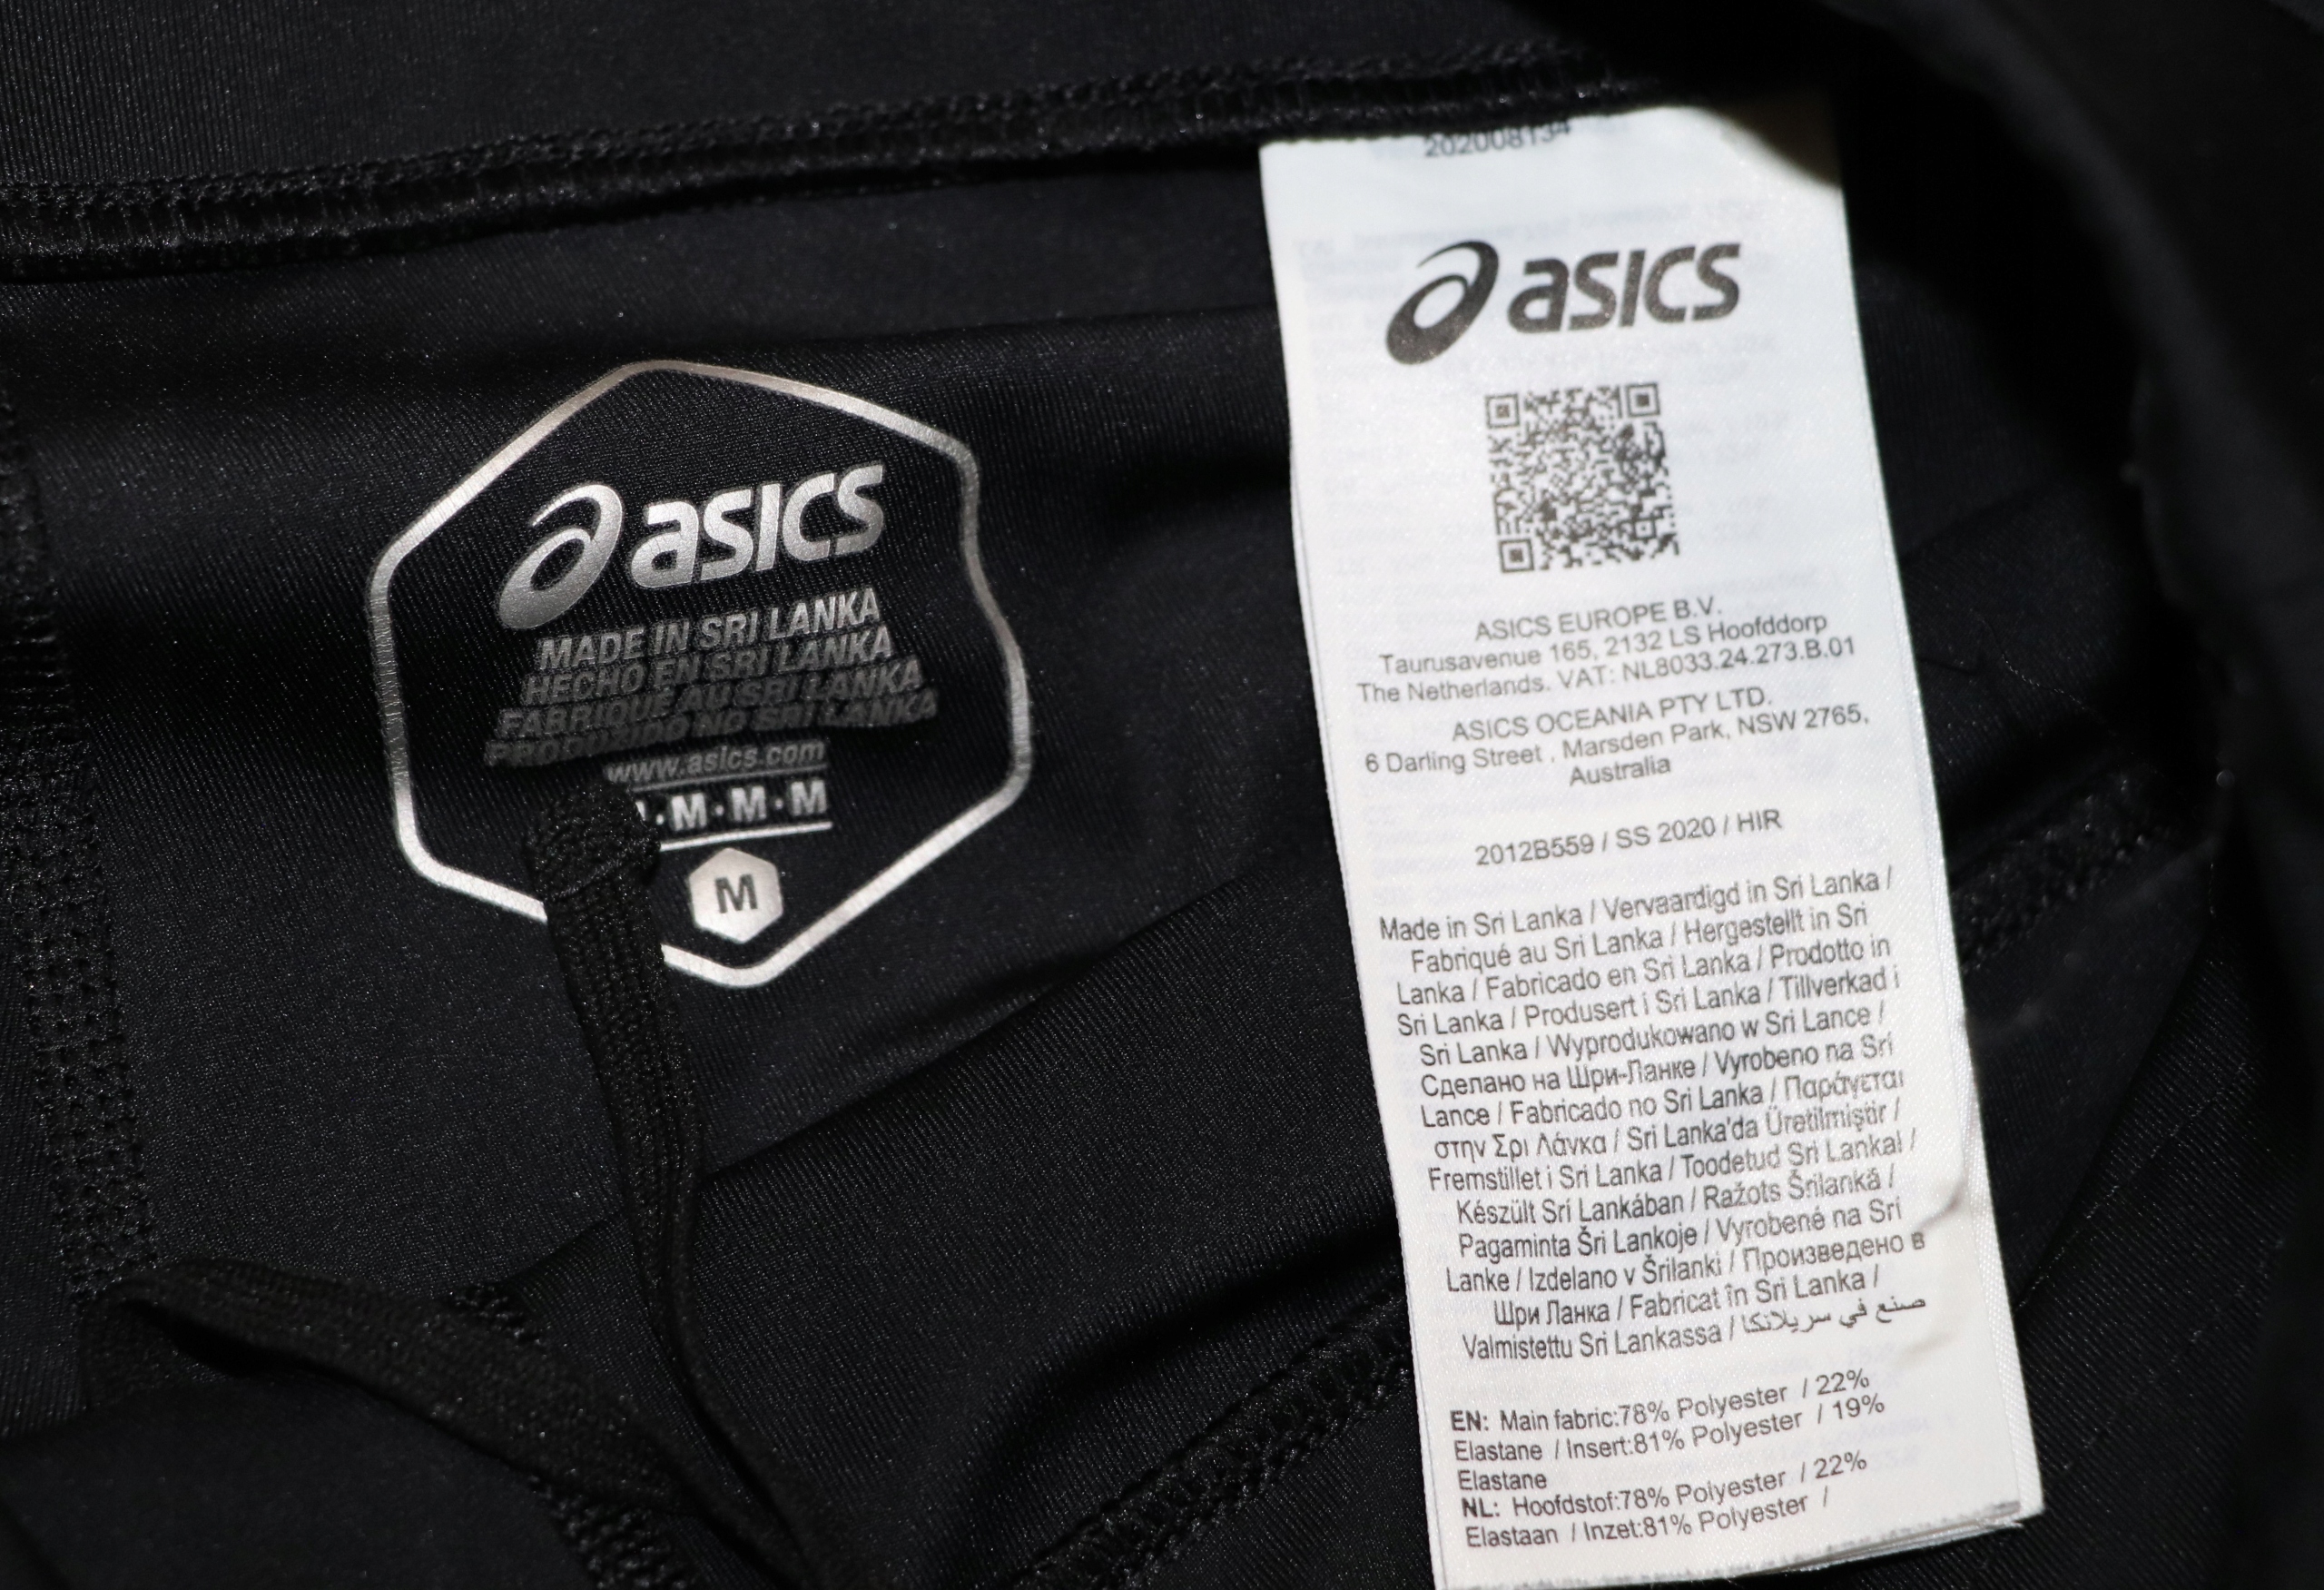 asics
MADE IN SRI LANKA
HECHO EN SRI LANKA
FABRIQUÉ AU SRI LANKA
PRODUZIDO NO SRI LANKA
www.asics.com
·M·M·M
M
202008134
asics
ASICS EUROPE B.V.
Taurusavenue 165, 2132 LS Hoofddorp
The Netherlands. VAT: NL8033.24.273.B.01
ASICS OCEANIA PTY LTD.
6 Darling Street , Marsden Park, NSW 2765,
Australia
2012B559 / SS 2020 / HIR
Made in Sri Lanka / Vervaardigd in Sri Lanka /
Fabriqué au Sri Lanka / Hergestellt in Sri
Lanka / Fabricado en Sri Lanka / Prodotto in
Sri Lanka / Produsert i Sri Lanka / Tillverkad i
Sri Lanka / Wyprodukowano w Sri Lance /
Сделано на Шри-Ланке / Vyrobeno na Srí
Lance / Fabricado no Sri Lanka / Παράγεται
στην Σρι Λάνκα / Sri Lanka'da Üretilmiştir /
Fremstillet i Sri Lanka / Toodetud Sri Lankal /
Készült Srí Lankában / Ražots Šrilankā /
Pagaminta Šri Lankoje / Vyrobené na Srí
Lanke / Izdelano v Šrilanki / Произведено в
Шри Ланка / Fabricat în Sri Lanka /
Valmistettu Sri Lankassa / صنع في سريلانكا
EN: Main fabric:78% Polyester / 22%
Elastane / Insert:81% Polyester / 19%
Elastane
NL: Hoofdstof:78% Polyester / 22%
Elastaan / Inzet:81% Polyester /